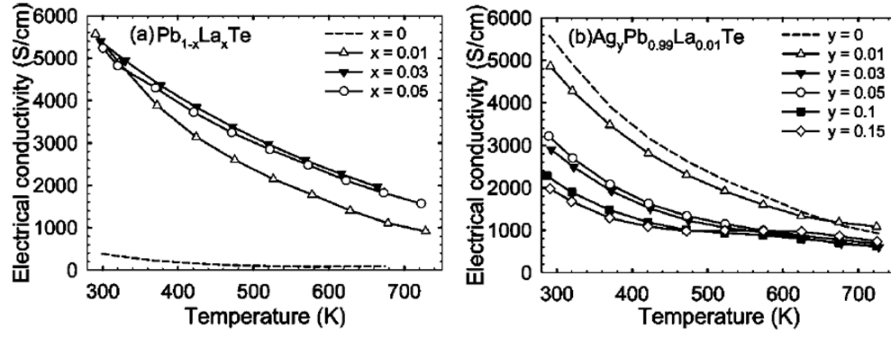 (a)Pb1-xLaxTe
x = 0
x = 0.01
x = 0.03
x = 0.05
Electrical conductivity (S/cm)
6000
5000
4000
3000
2000
1000
0
300 400 500 600 700
Temperature (K)
(b)AgyPb0.99La0.01Te
y = 0
y = 0.01
y = 0.03
y = 0.05
y = 0.1
y = 0.15
Electrical conductivity (S/cm)
6000
5000
4000
3000
2000
1000
0
300 400 500 600 700
Temperature (K)